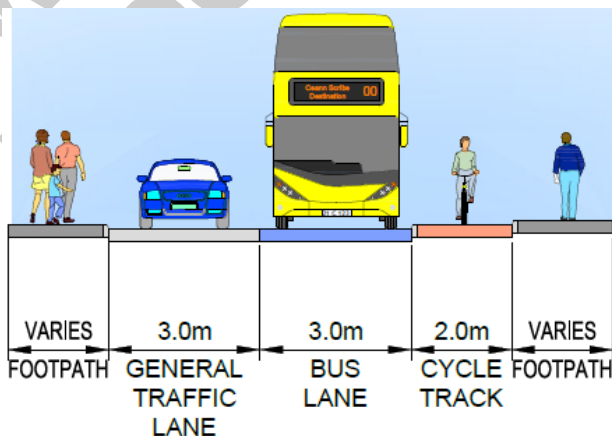 Ceann Scríbe
Destination
00
VARIES
3.0m
3.0m
2.0m
VARIES
FOOTPATH
GENERAL
TRAFFIC
LANE
BUS
LANE
CYCLE
TRACK
FOOTPATH